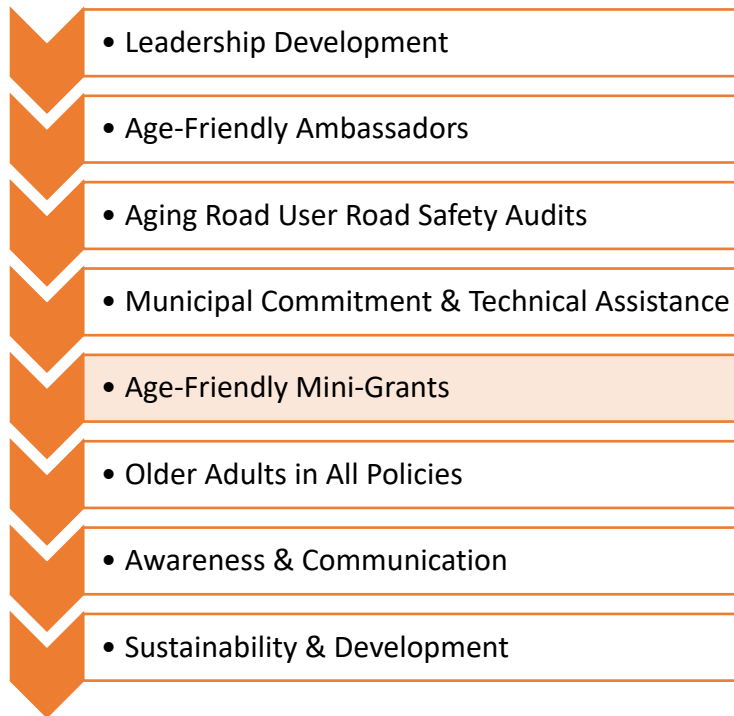 • Leadership Development
• Age-Friendly Ambassadors
• Aging Road User Road Safety Audits
• Municipal Commitment & Technical Assistance
• Age-Friendly Mini-Grants
• Older Adults in All Policies
• Awareness & Communication
• Sustainability & Development